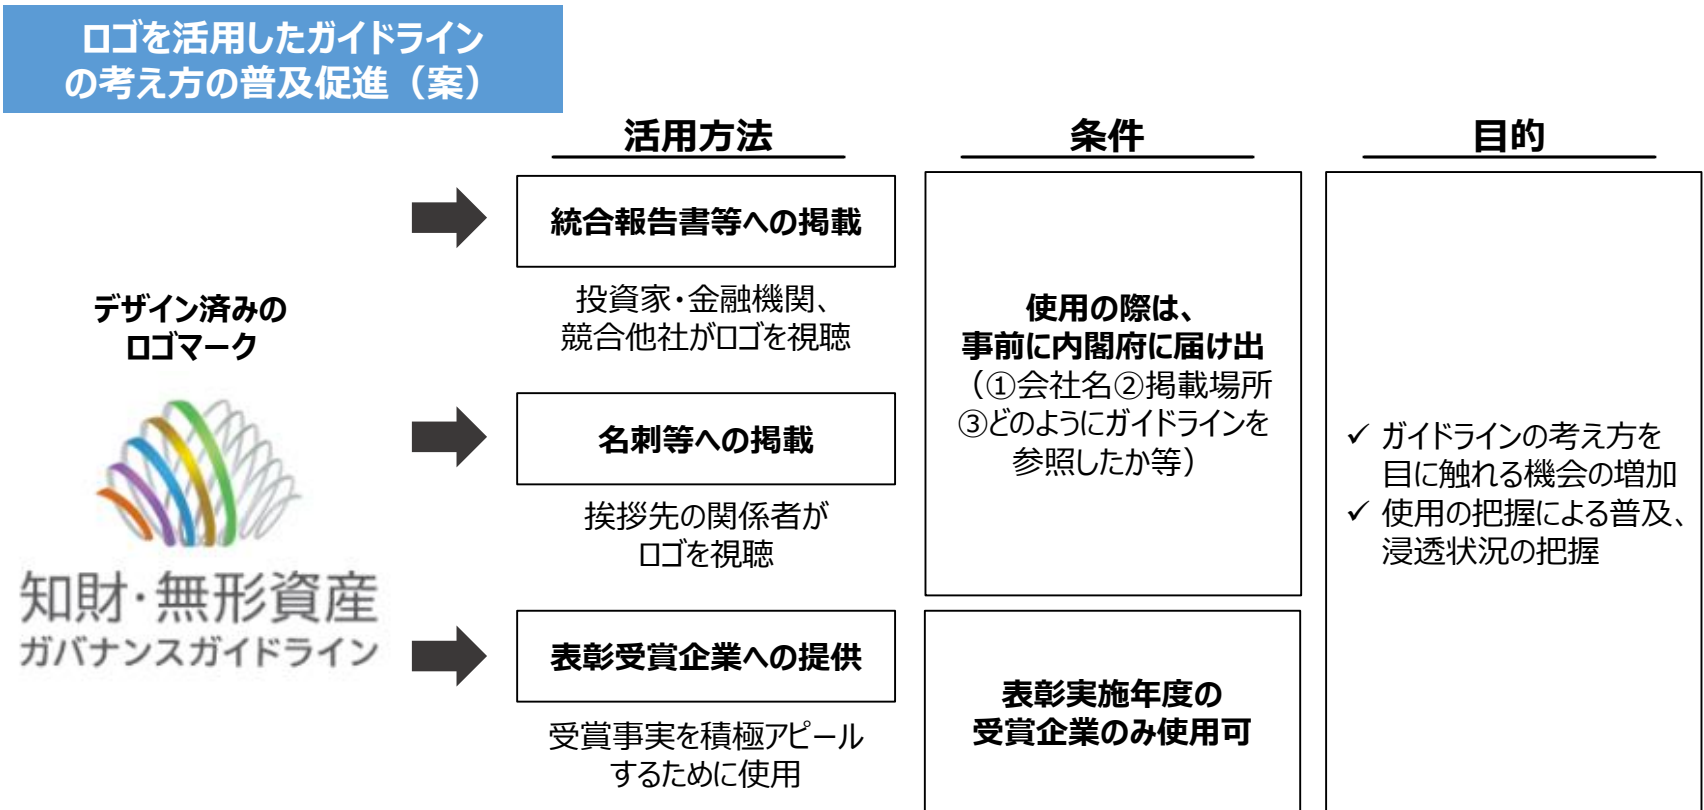 ロゴを活用したガイドライン
の考え方の普及促進（案）
活用方法
条件
目的
デザイン済みの
ロゴマーク
知財・無形資産
ガバナンスガイドライン
統合報告書等への掲載
投資家・金融機関、
競合他社がロゴを視聴
名刺等への掲載
挨拶先の関係者が
ロゴを視聴
表彰受賞企業への提供
受賞事実を積極アピール
するために使用
使用の際は、
事前に内閣府に届け出
（①会社名②掲載場所
③どのようにガイドラインを
参照したか等）
表彰実施年度の
受賞企業のみ使用可
✓ ガイドラインの考え方を
目に触れる機会の増加
✓ 使用の把握による普及、
浸透状況の把握